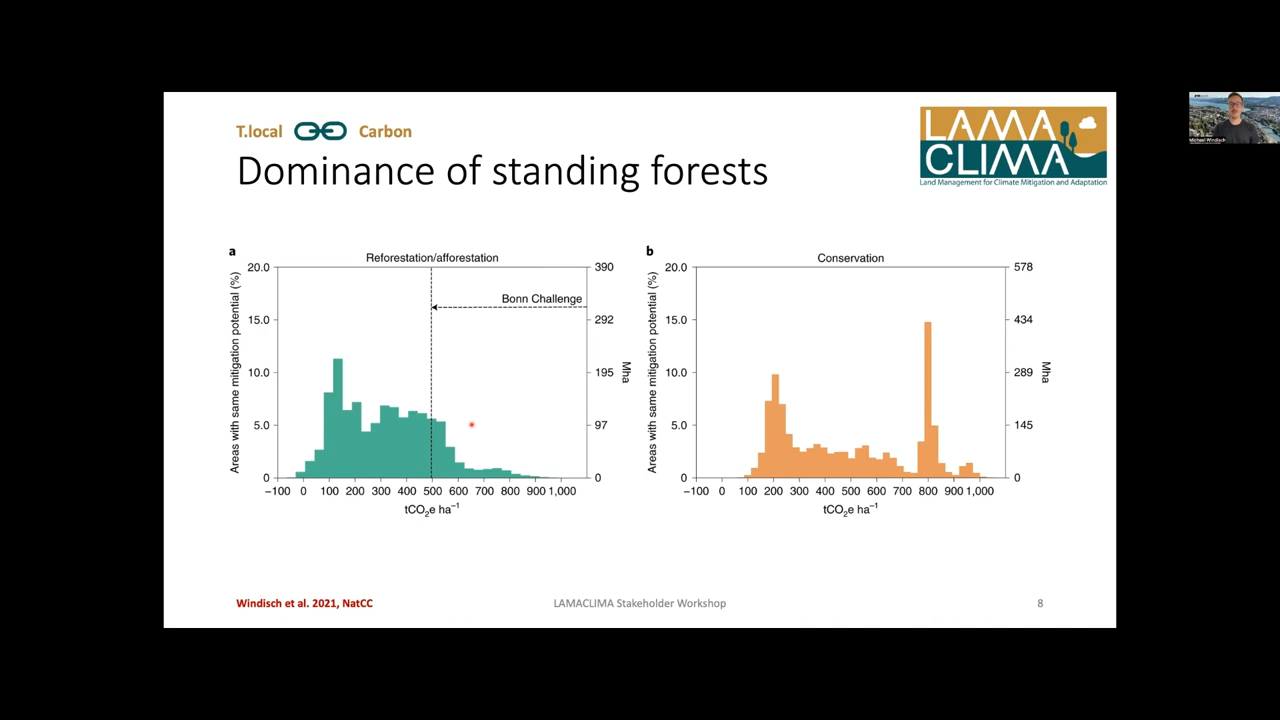 T.local Carbon
Dominance of standing forests
LAMA
CLIMA
Land Management for Climate Mitigation and Adaptation
Michael Windisch
a
Reforestation/afforestation
Areas with same mitigation potential (%)
20.0
15.0
10.0
5.0
0
Bonn Challenge
390
292
195
97
0
Mha
−100 0 100 200 300 400 500 600 700 800 900 1,000
tCO2e ha−1
b
Conservation
Areas with same mitigation potential (%)
20.0
15.0
10.0
5.0
0
578
434
289
145
0
Mha
−100 0 100 200 300 400 500 600 700 800 900 1,000
tCO2e ha−1
Windisch et al. 2021, NatCC
LAMACLIMA Stakeholder Workshop
8